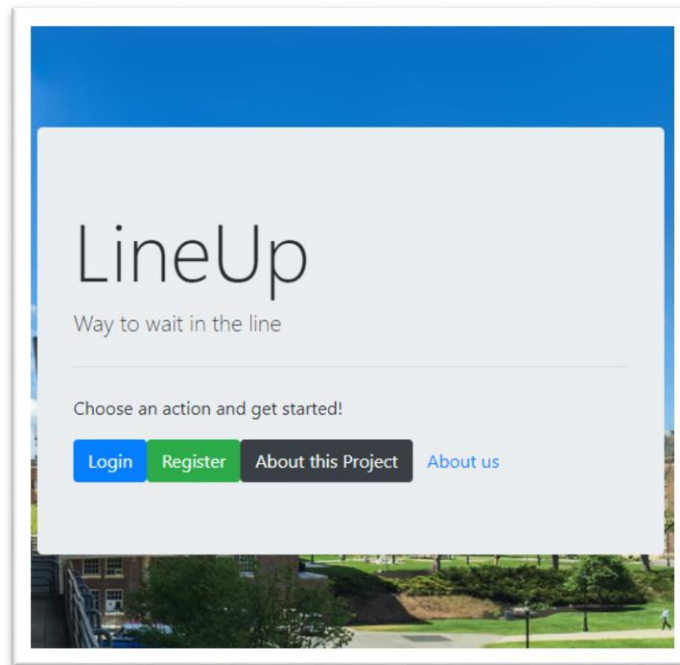 LineUp
Way to wait in the line
Choose an action and get started!
Login Register About this Project About us